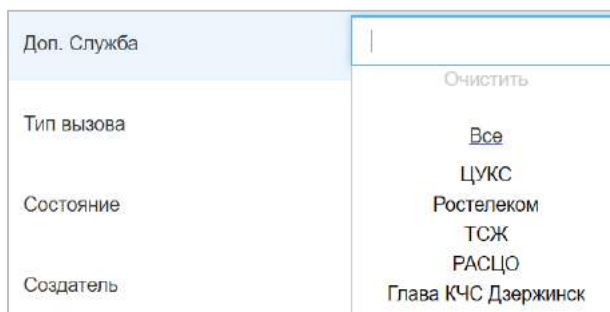 Доп. Служба
Очистить
Тип вызова
Все
ЦУКС
Состояние
Ростелеком
ТСЖ
РАСЦО
Создатель
Глава КЧС Дзержинск